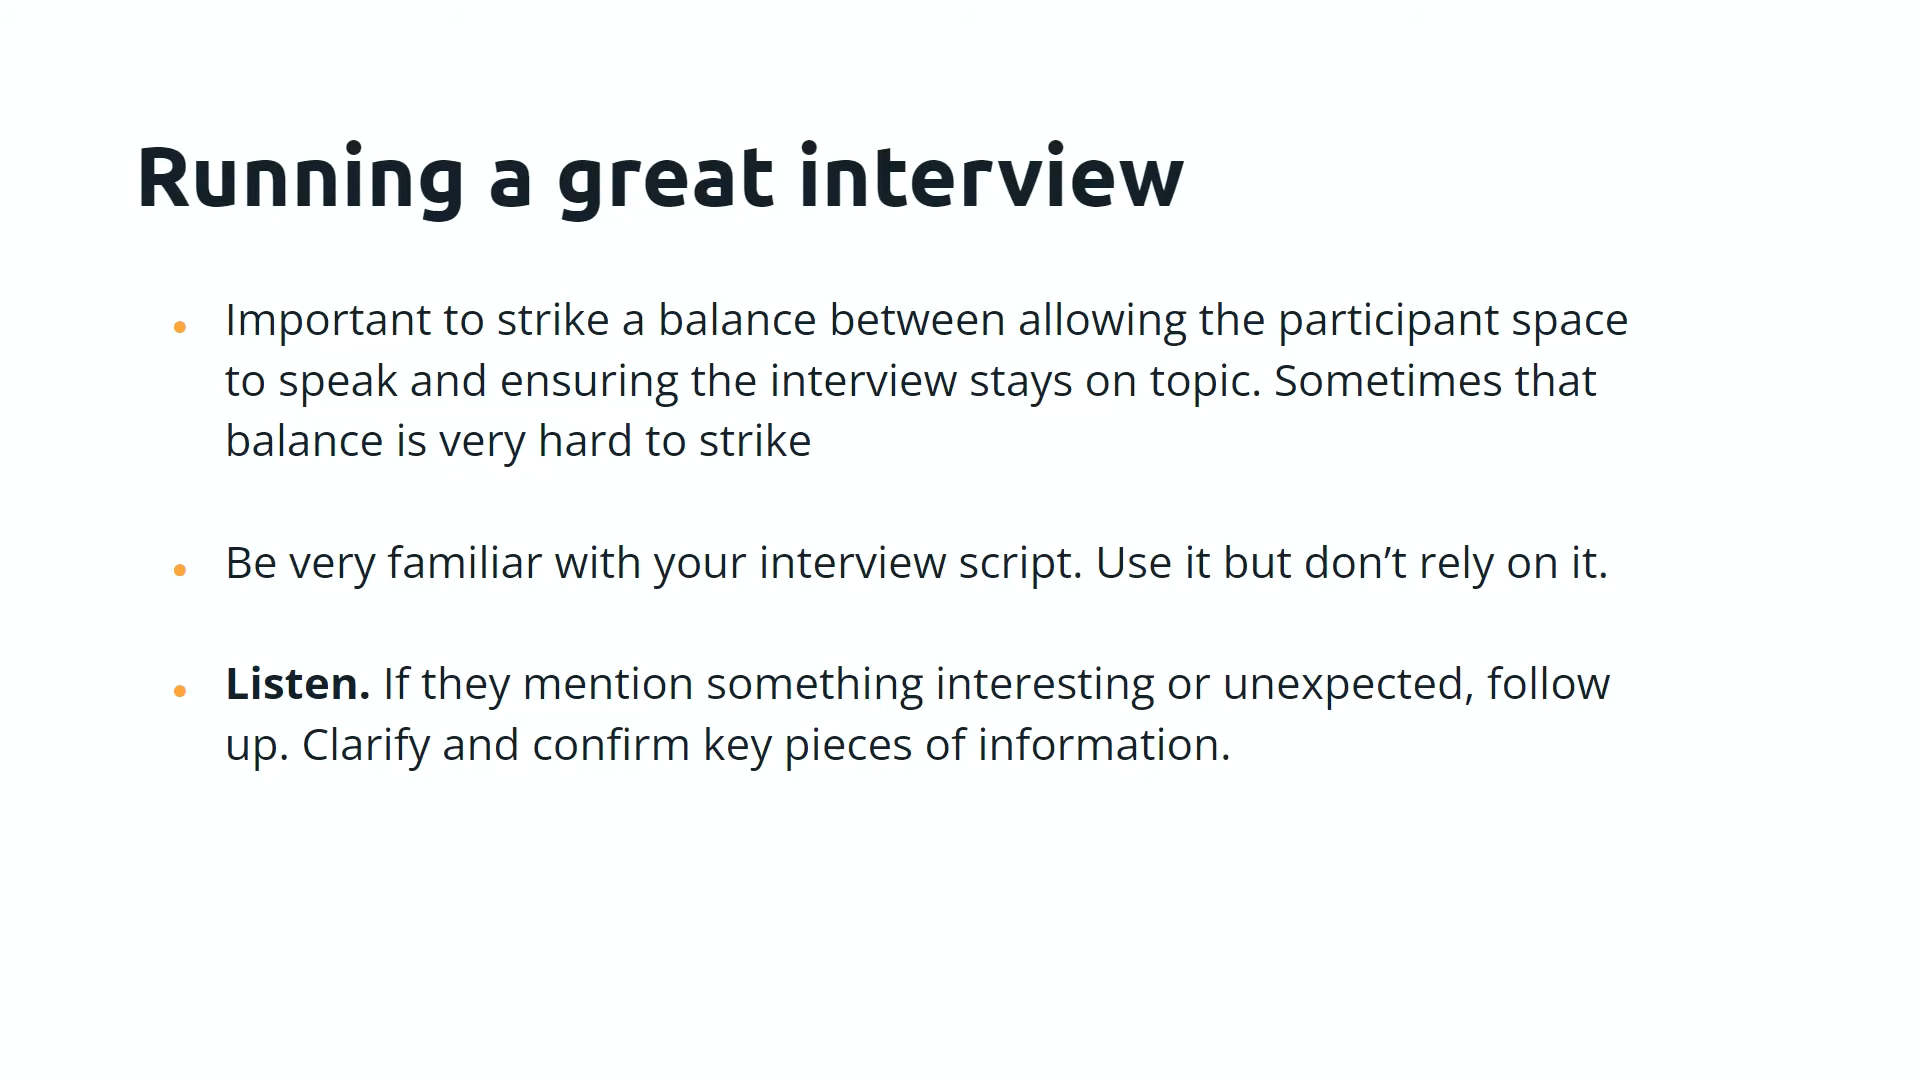 Running a great interview
• Important to strike a balance between allowing the participant space
to speak and ensuring the interview stays on topic. Sometimes that
balance is very hard to strike
• Be very familiar with your interview script. Use it but don’t rely on it.
• Listen. If they mention something interesting or unexpected, follow
up. Clarify and confirm key pieces of information.